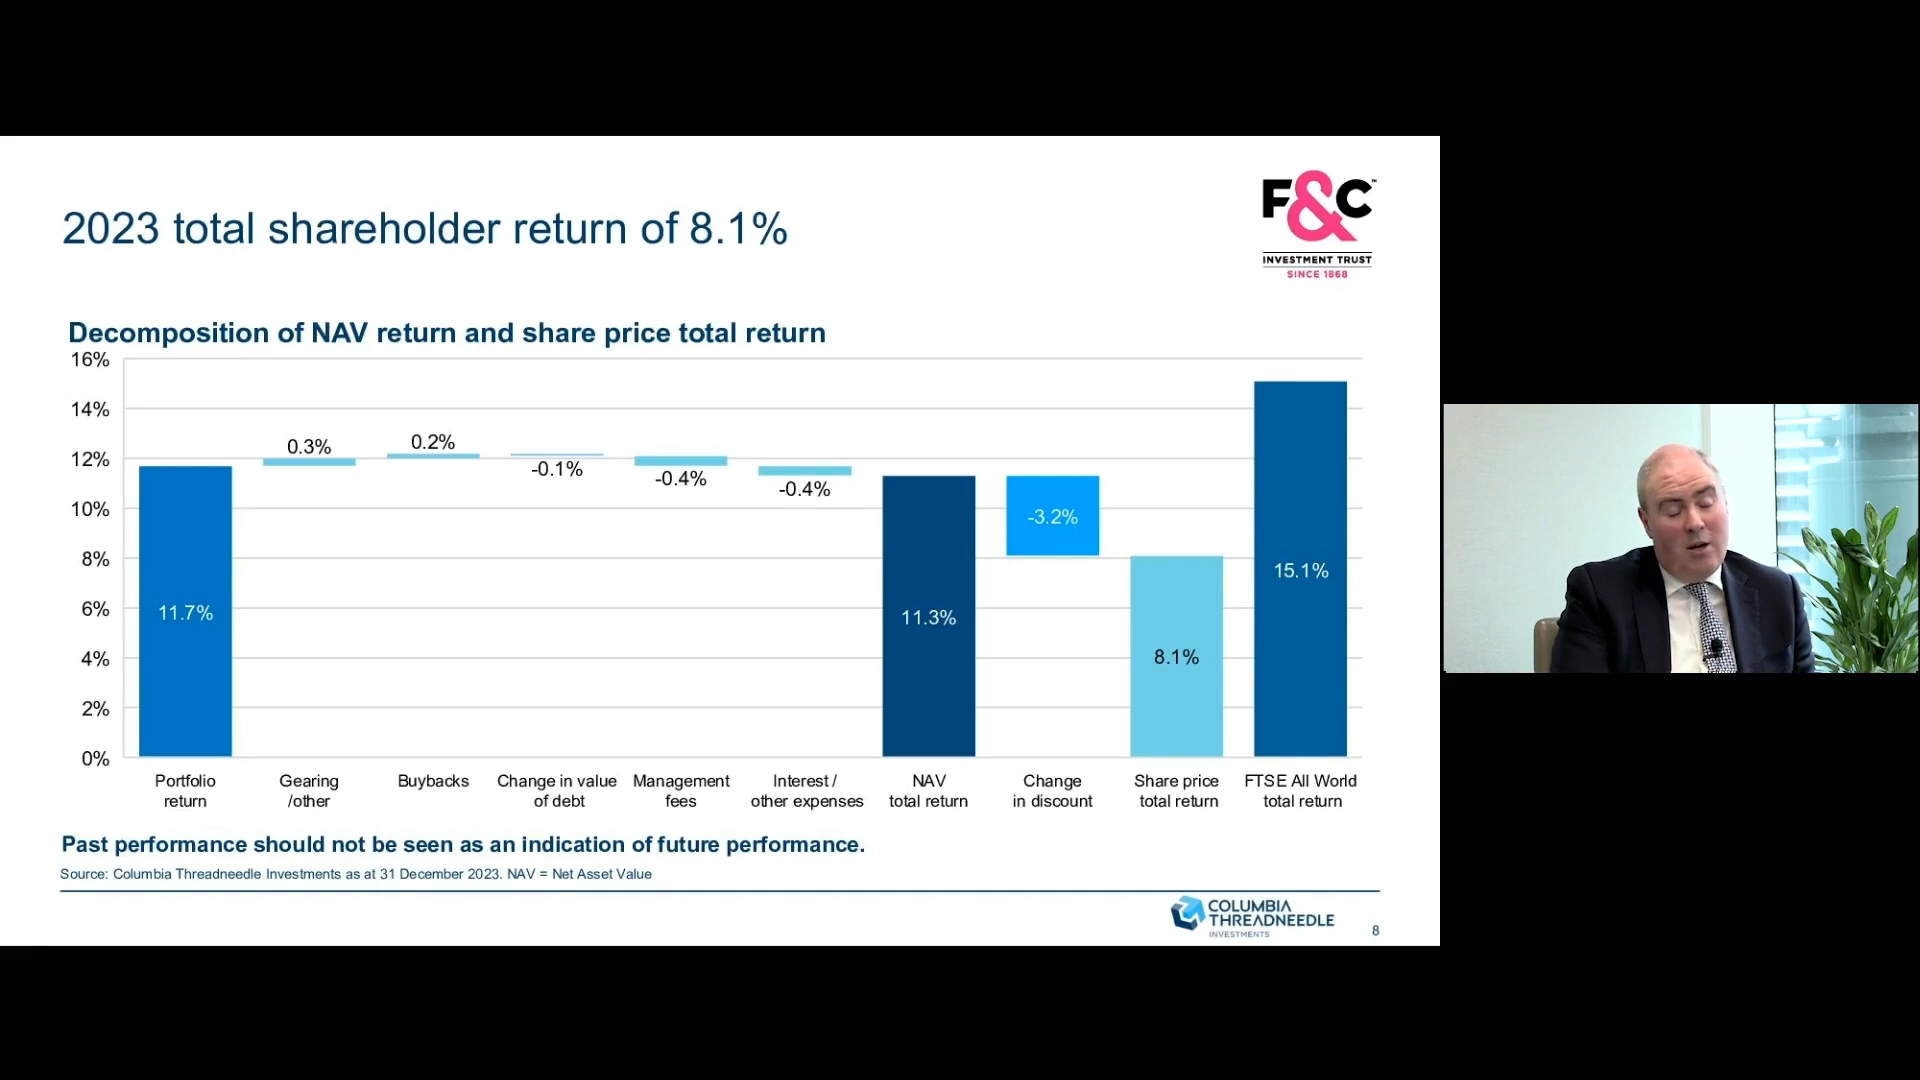 F&C™
INVESTMENT TRUST
SINCE 1868
2023 total shareholder return of 8.1%
Decomposition of NAV return and share price total return
16%
14%
12%
10%
8%
6%
4%
2%
0%
11.7%
0.3%
0.2%
-0.1%
-0.4%
-0.4%
11.3%
-3.2%
8.1%
15.1%
Portfolio
return
Gearing
/other
Buybacks
Change in value
of debt
Management
fees
Interest /
other expenses
NAV
total return
Change
in discount
Share price
total return
FTSE All World
total return
Past performance should not be seen as an indication of future performance.
Source: Columbia Threadneedle Investments as at 31 December 2023. NAV = Net Asset Value
COLUMBIA
THREADNEEDLE
INVESTMENTS
8